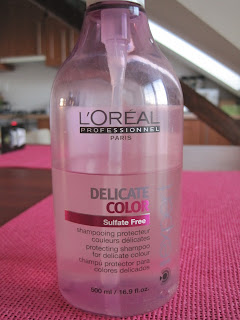 L'ORÉAL
PROFESSIONNEL
PARIS
DELICATE
COLOR
Sulfate Free
shampooing protecteur
couleurs délicates
protecting shampoo
for delicate colour
champú protector para
colores delicados
500 ml / 16.9 fl. oz.